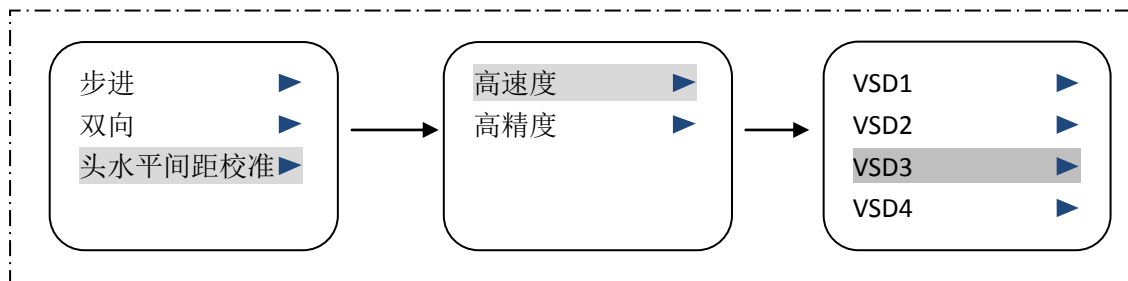 步进
双向
头水平间距校准
高速度
高精度
VSD1
VSD2
VSD3
VSD4